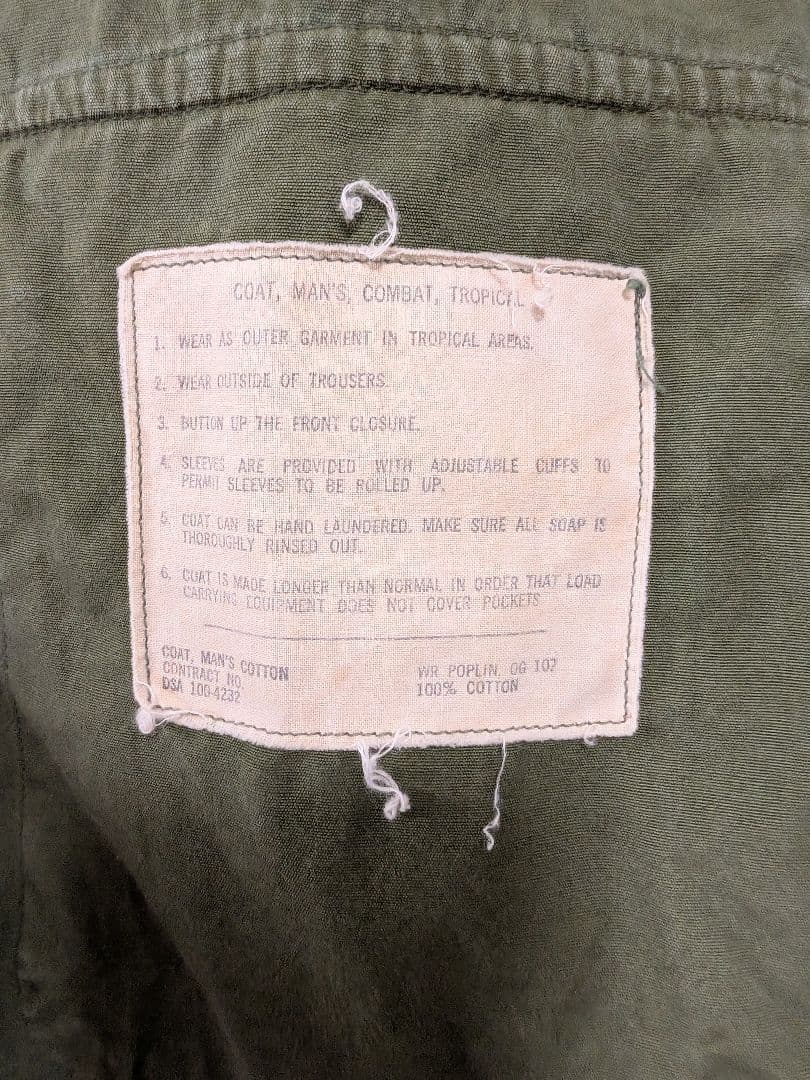 COAT, MAN'S, COMBAT, TROPICAL
1. WEAR AS OUTER GARMENT IN TROPICAL AREAS.
2. WEAR OUTSIDE OF TROUSERS.
3. BUTTON UP THE FRONT CLOSURE.
4. SLEEVES ARE PROVIDED WITH ADJUSTABLE CUFFS TO
PERMIT SLEEVES TO BE ROLLED UP.
5. COAT CAN BE HAND LAUNDERED. MAKE SURE ALL SOAP IS
THOROUGHLY RINSED OUT.
6. COAT IS MADE LONGER THAN NORMAL IN ORDER THAT LOAD
CARRYING EQUIPMENT DOES NOT COVER POCKETS
COAT, MAN'S COTTON
CONTRACT NO.
DSA 100-4232
WR POPLIN, OG 107
100% COTTON